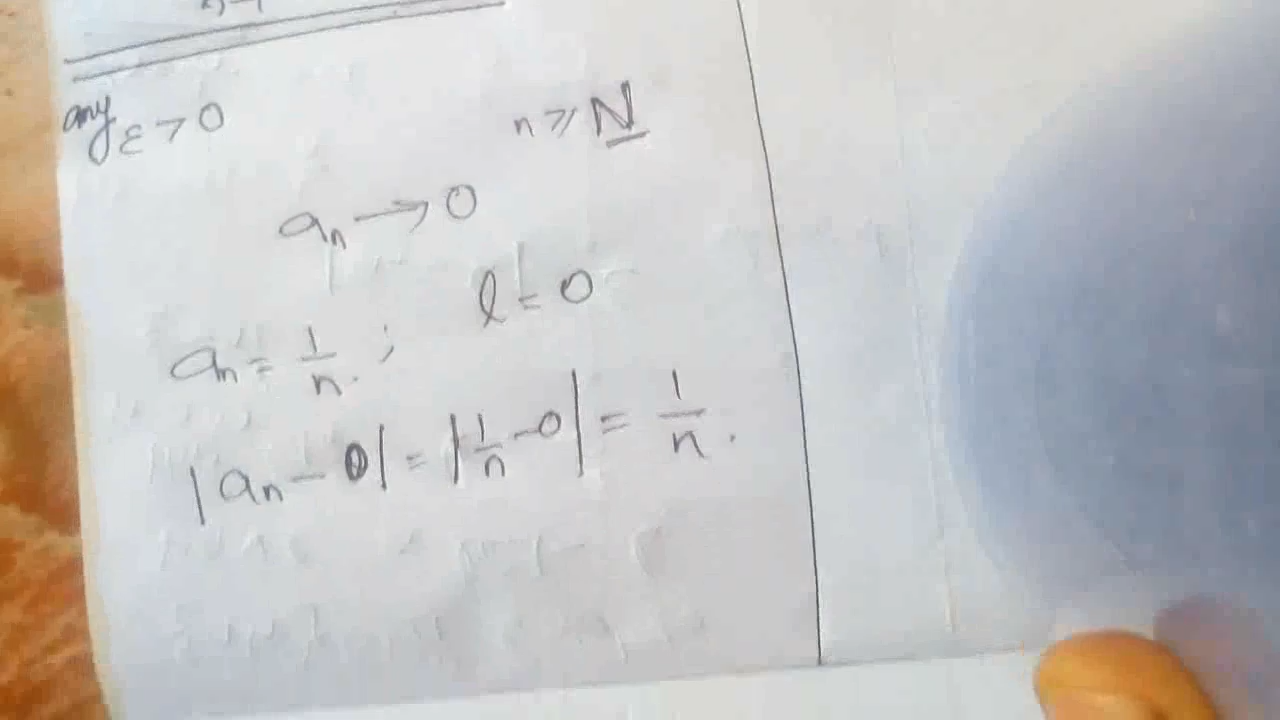 any ε > 0 n ⩾ N
aₙ → 0
l = 0
aₙ = 1/n. ;
|aₙ - 0| = |1/n - 0| = 1/n.